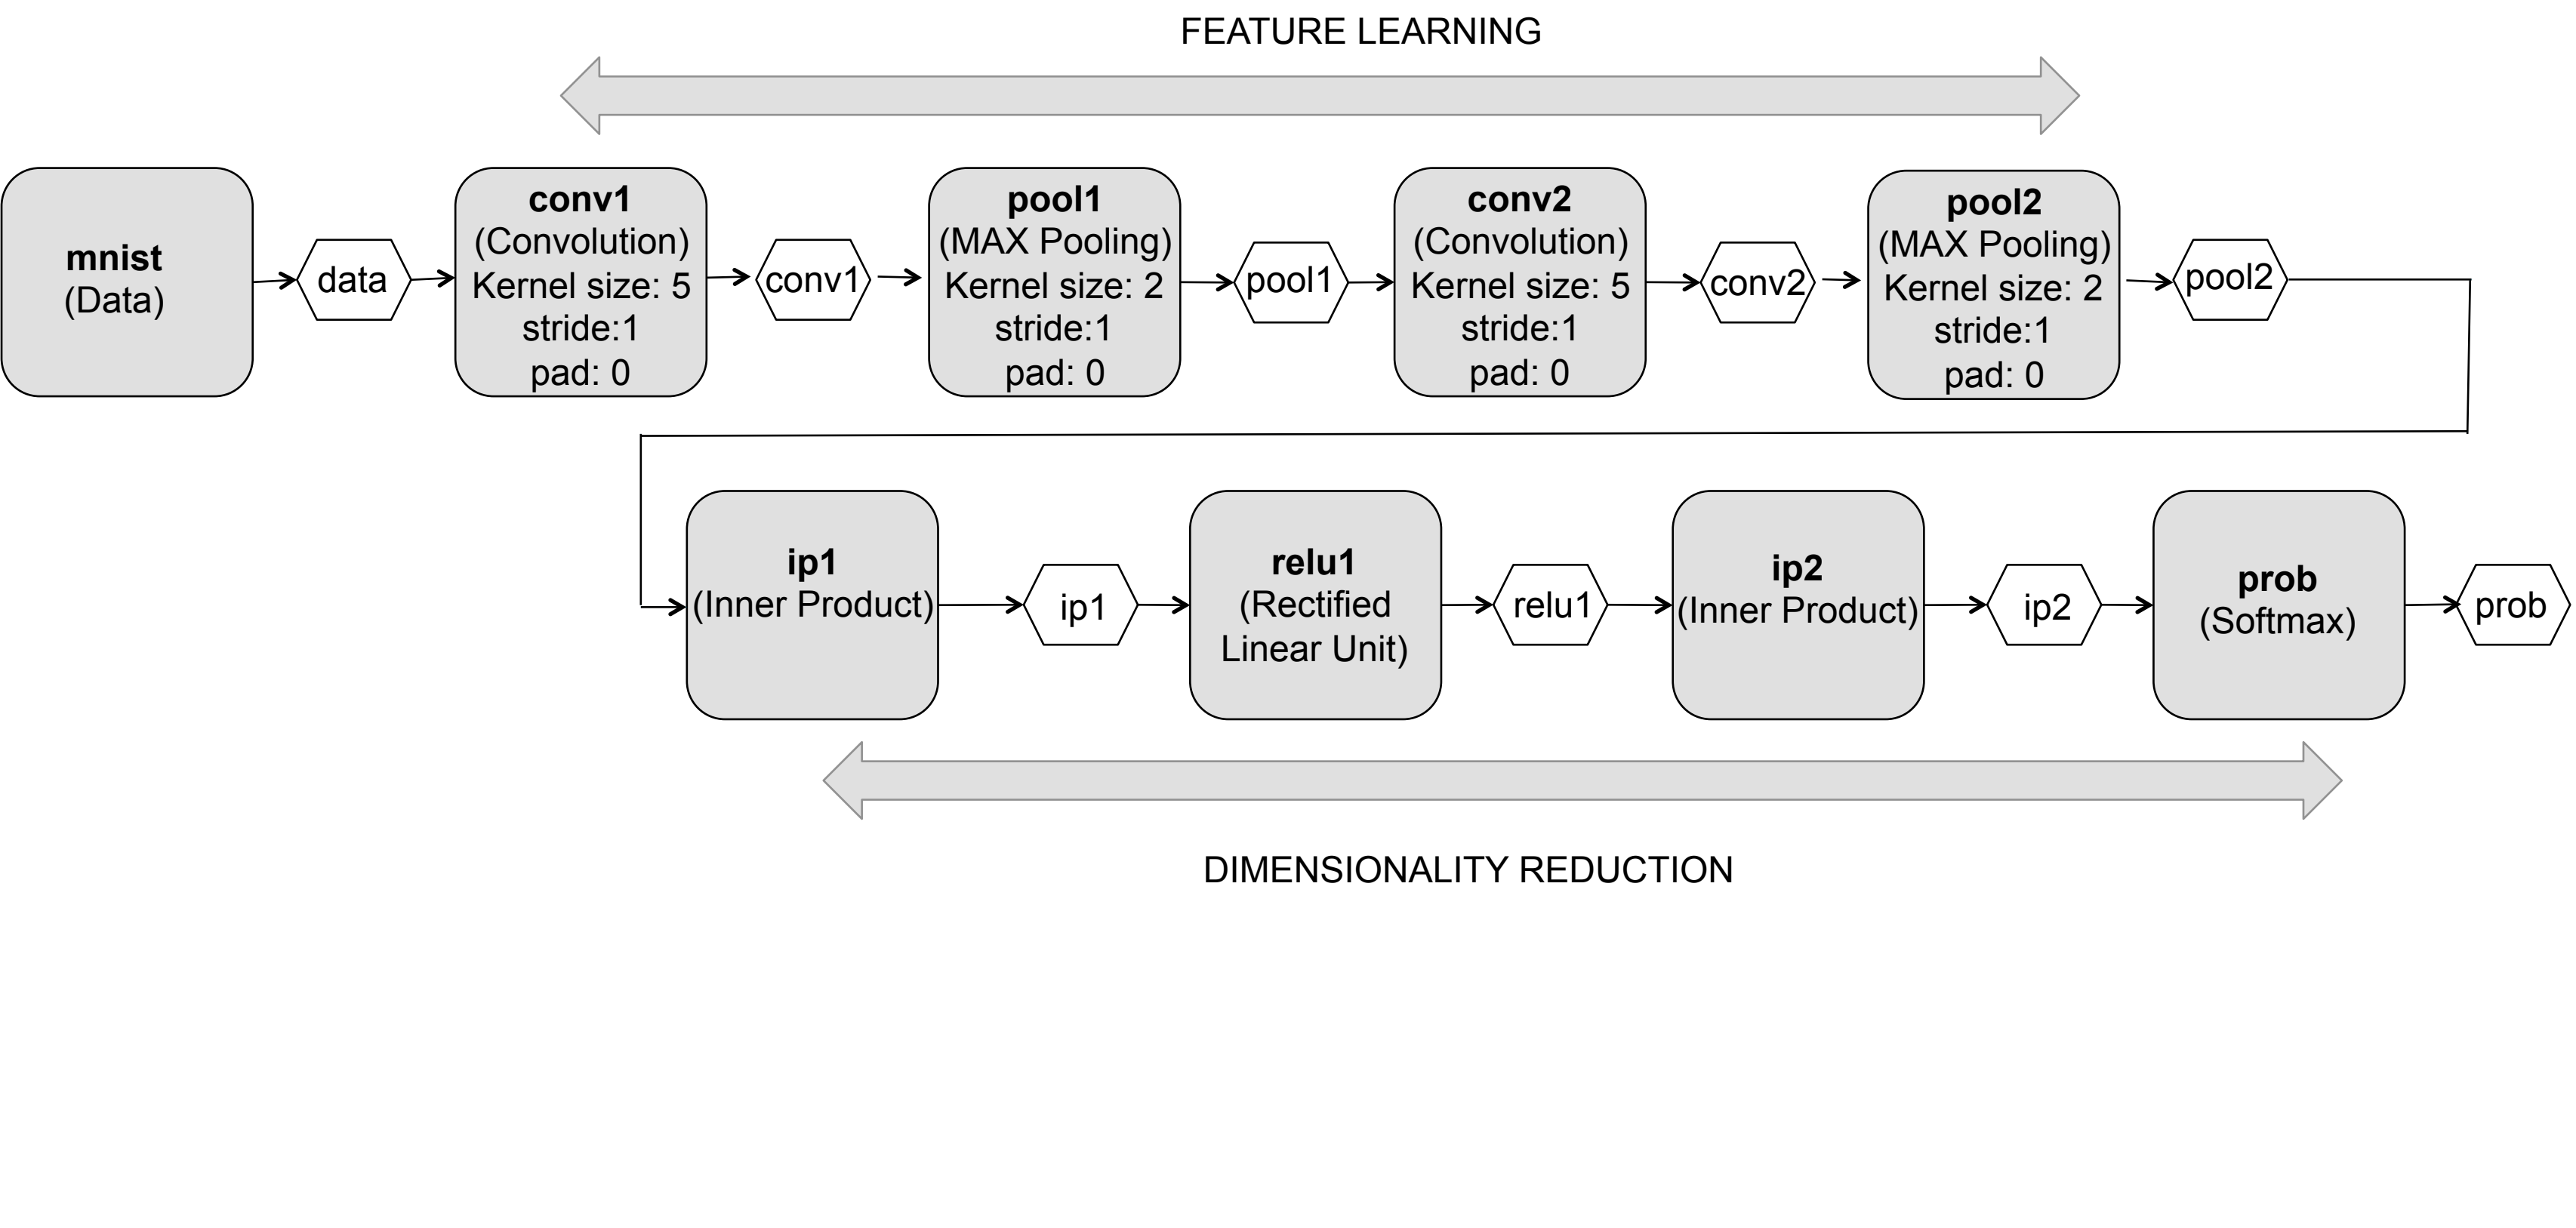 FEATURE LEARNING
mnist
(Data)
data
conv1
(Convolution)
Kernel size: 5
stride:1
pad: 0
conv1
pool1
(MAX Pooling)
Kernel size: 2
stride:1
pad: 0
pool1
conv2
(Convolution)
Kernel size: 5
stride:1
pad: 0
conv2
pool2
(MAX Pooling)
Kernel size: 2
stride:1
pad: 0
pool2
ip1
(Inner Product)
ip1
relu1
(Rectified
Linear Unit)
relu1
ip2
(Inner Product)
ip2
prob
(Softmax)
prob
DIMENSIONALITY REDUCTION